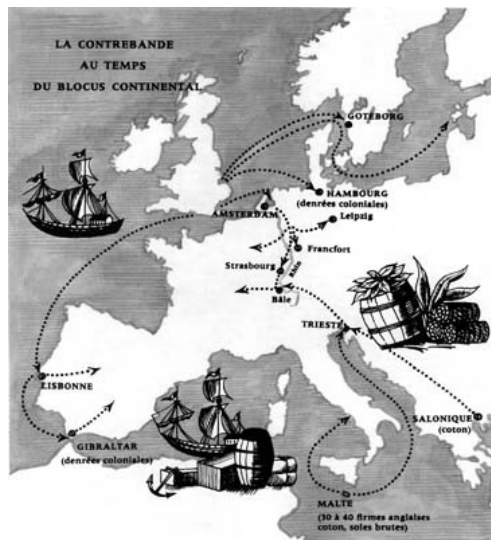 LA CONTREBANDE
AU TEMPS
DU BLOCUS CONTINENTAL
GOTEBORG
HAMBOURG
(denrées coloniales)
AMSTERDAM
Leipzig
Francfort
Strasbourg
Rhin
Bâle
TRIESTE
LISBONNE
SALONIQUE
(coton)
GIBRALTAR
(denrées coloniales)
MALTE
(30 à 40 firmes anglaises
coton, soies brutes)